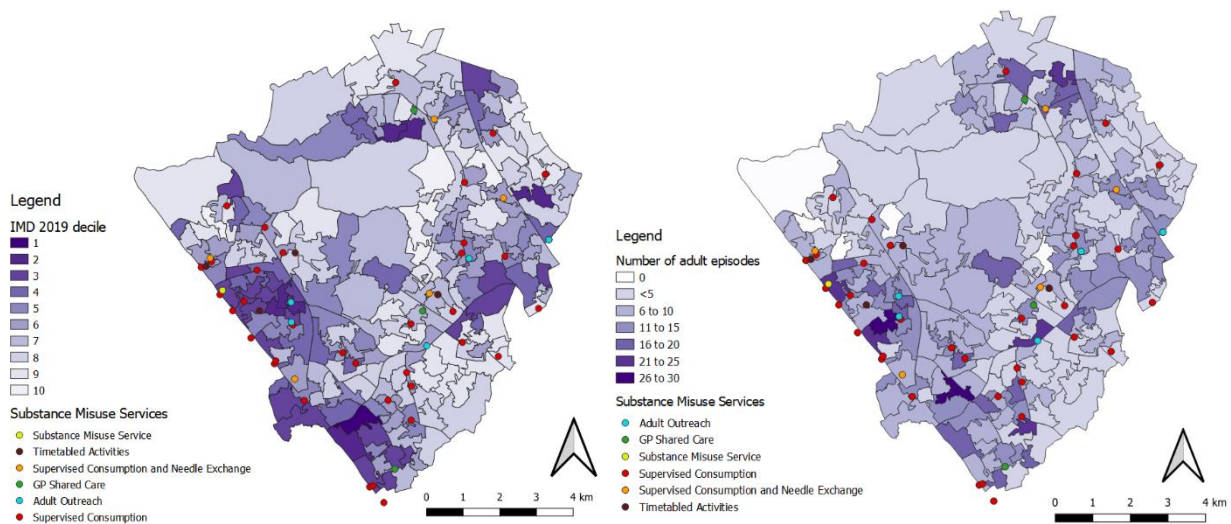 Legend
IMD 2019 decile
1
2
3
4
5
6
7
8
9
10
Substance Misuse Services
Substance Misuse Service
Timetabled Activities
Supervised Consumption and Needle Exchange
GP Shared Care
Adult Outreach
Supervised Consumption
0 1 2 3 4 km
Legend
Number of adult episodes
0
<5
6 to 10
11 to 15
16 to 20
21 to 25
26 to 30
Substance Misuse Services
Adult Outreach
GP Shared Care
Substance Misuse Service
Supervised Consumption
Supervised Consumption and Needle Exchange
Timetabled Activities
0 1 2 3 4 km